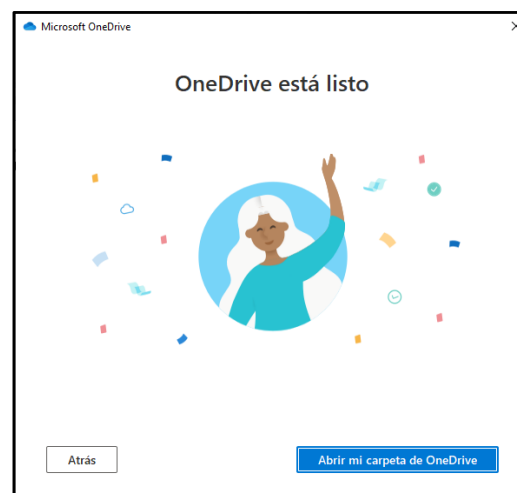 Microsoft OneDrive
OneDrive está listo
Atrás
Abrir mi carpeta de OneDrive